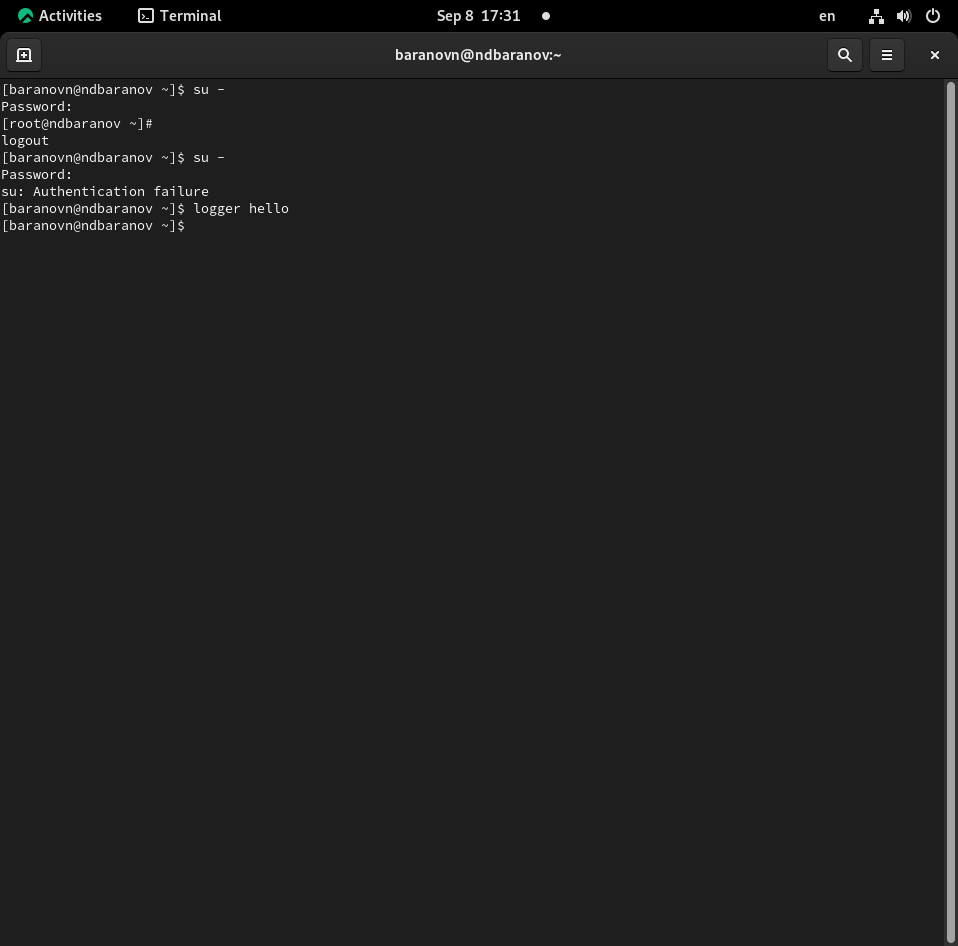 Activities Terminal Sep 8 17:31 en
baranovn@ndbaranov:~
[baranovn@ndbaranov ~]$ su -
Password:
[root@ndbaranov ~]#
logout
[baranovn@ndbaranov ~]$ su -
Password:
su: Authentication failure
[baranovn@ndbaranov ~]$ logger hello
[baranovn@ndbaranov ~]$